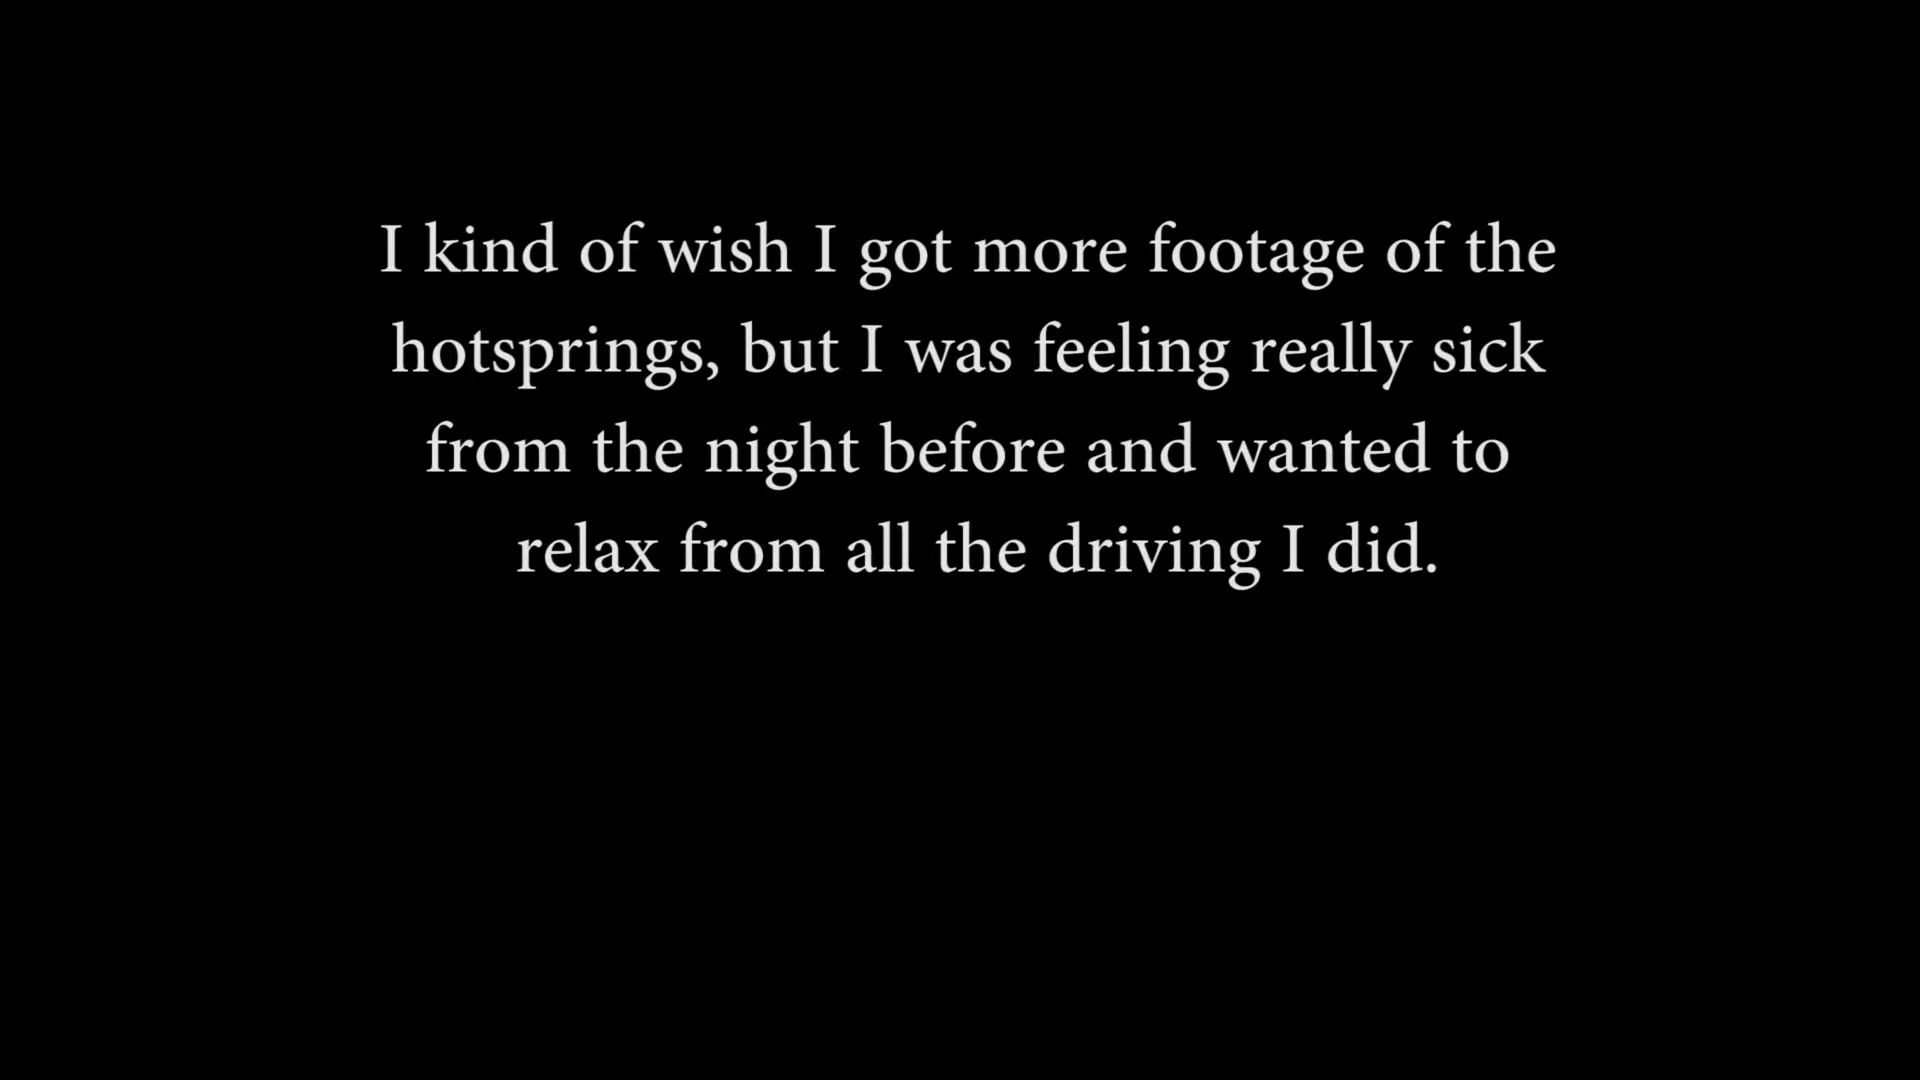 I kind of wish I got more footage of the
hotsprings, but I was feeling really sick
from the night before and wanted to
relax from all the driving I did.